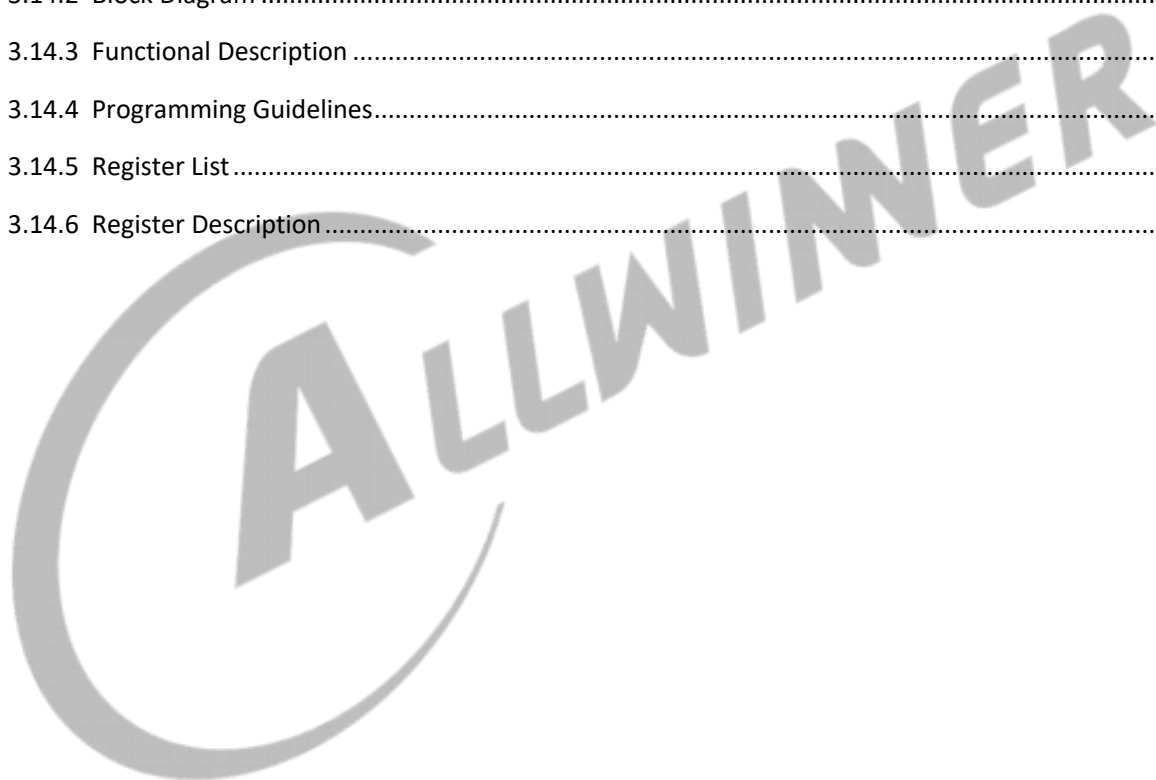 3.14.2 Block Diagram ....................................................................................................
3.14.3 Functional Description ....................................................................................................
3.14.4 Programming Guidelines....................................................................................................
3.14.5 Register List....................................................................................................
3.14.6 Register Description....................................................................................................
ALLWINNER